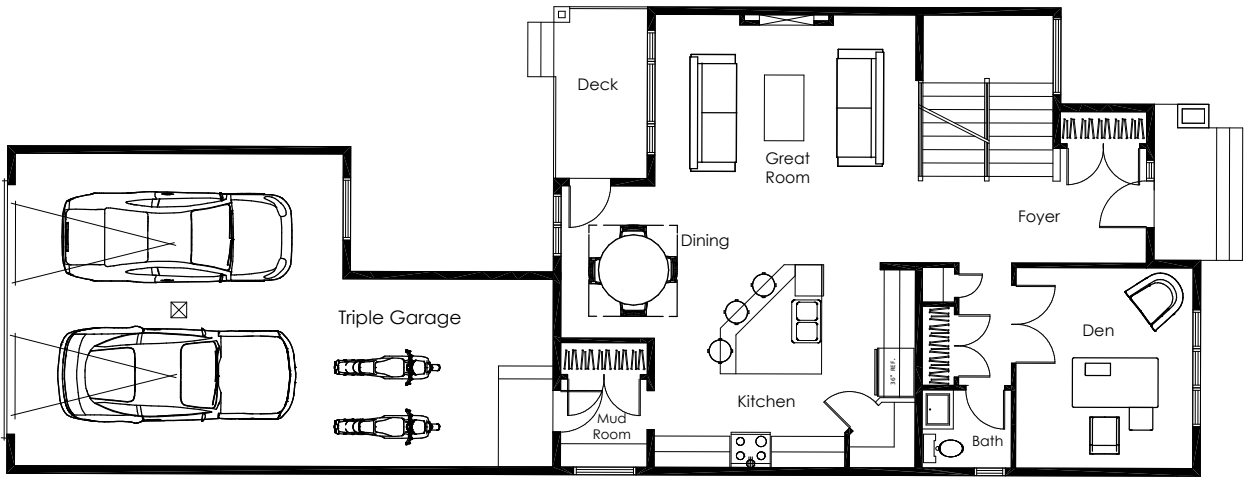 Deck
Great
Room
Foyer
Dining
Triple Garage
Den
36" REF.
Kitchen
Mud
Room
Bath